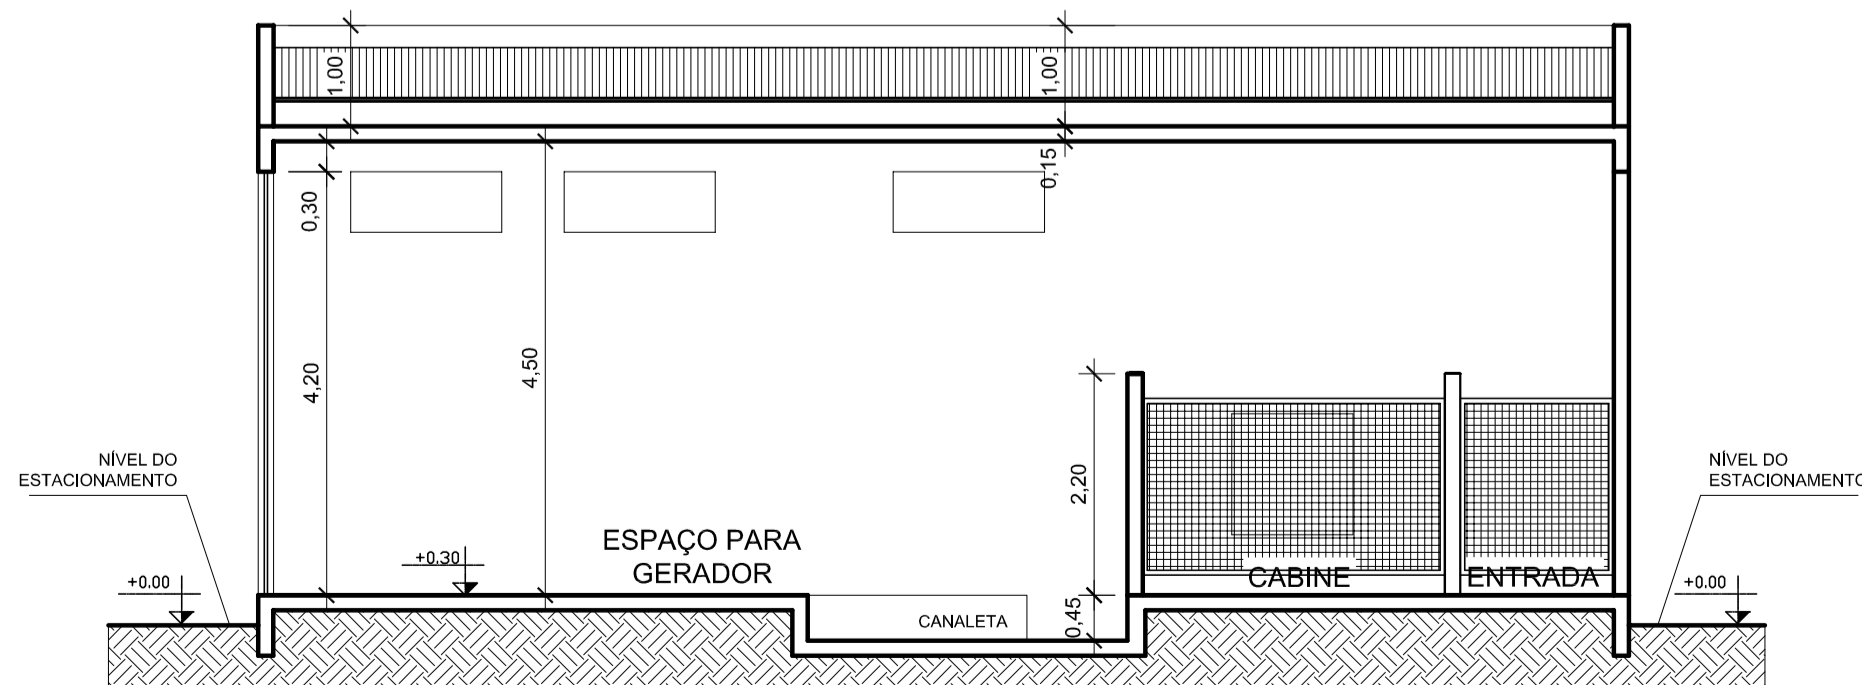 1,00
1,00
0,15
0,30
4,20
4,50
2,20
NÍVEL DO
ESTACIONAMENTO
NÍVEL DO
ESTACIONAMENTO
ESPAÇO PARA
GERADOR
+0.30
+0.00
CABINE
ENTRADA
+0.00
CANALETA
0,45